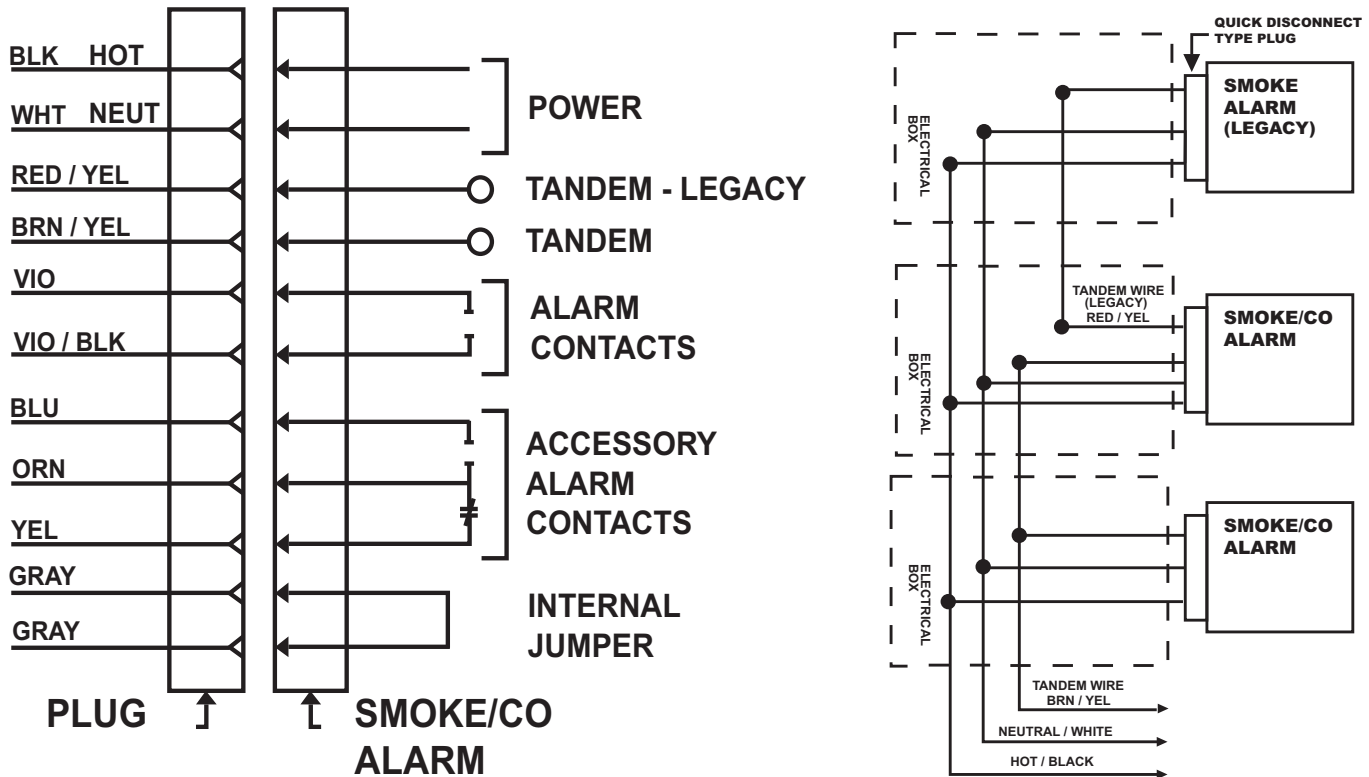 BLK HOT
WHT NEUT
RED / YEL
BRN / YEL
VIO
VIO / BLK
BLU
ORN
YEL
GRAY
GRAY
PLUG
SMOKE/CO
ALARM
POWER
TANDEM - LEGACY
TANDEM
ALARM
CONTACTS
ACCESSORY
ALARM
CONTACTS
INTERNAL
JUMPER
QUICK DISCONNECT
TYPE PLUG
ELECTRICAL
BOX
SMOKE
ALARM
(LEGACY)
TANDEM WIRE
(LEGACY)
RED / YEL
ELECTRICAL
BOX
SMOKE/CO
ALARM
ELECTRICAL
BOX
SMOKE/CO
ALARM
TANDEM WIRE
BRN / YEL
NEUTRAL / WHITE
HOT / BLACK